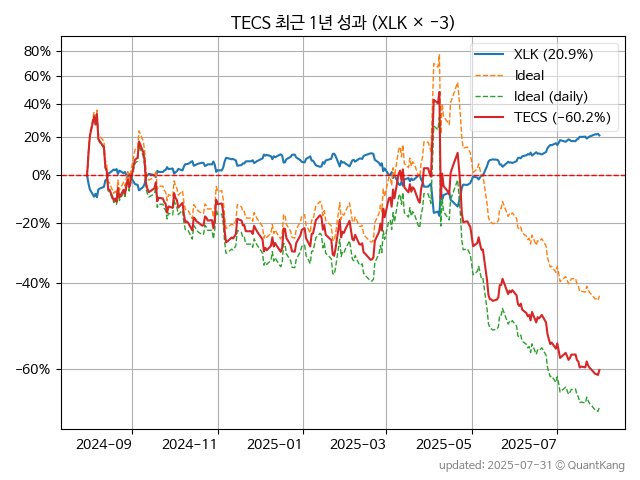 TECS 최근 1년 성과 (XLK × −3)
80%
60%
40%
20%
0%
−20%
−40%
−60%
XLK (20.9%)
Ideal
Ideal (daily)
TECS (−60.2%)
2024-09
2024-11
2025-01
2025-03
2025-05
2025-07
updated: 2025-07-31 © QuantKang